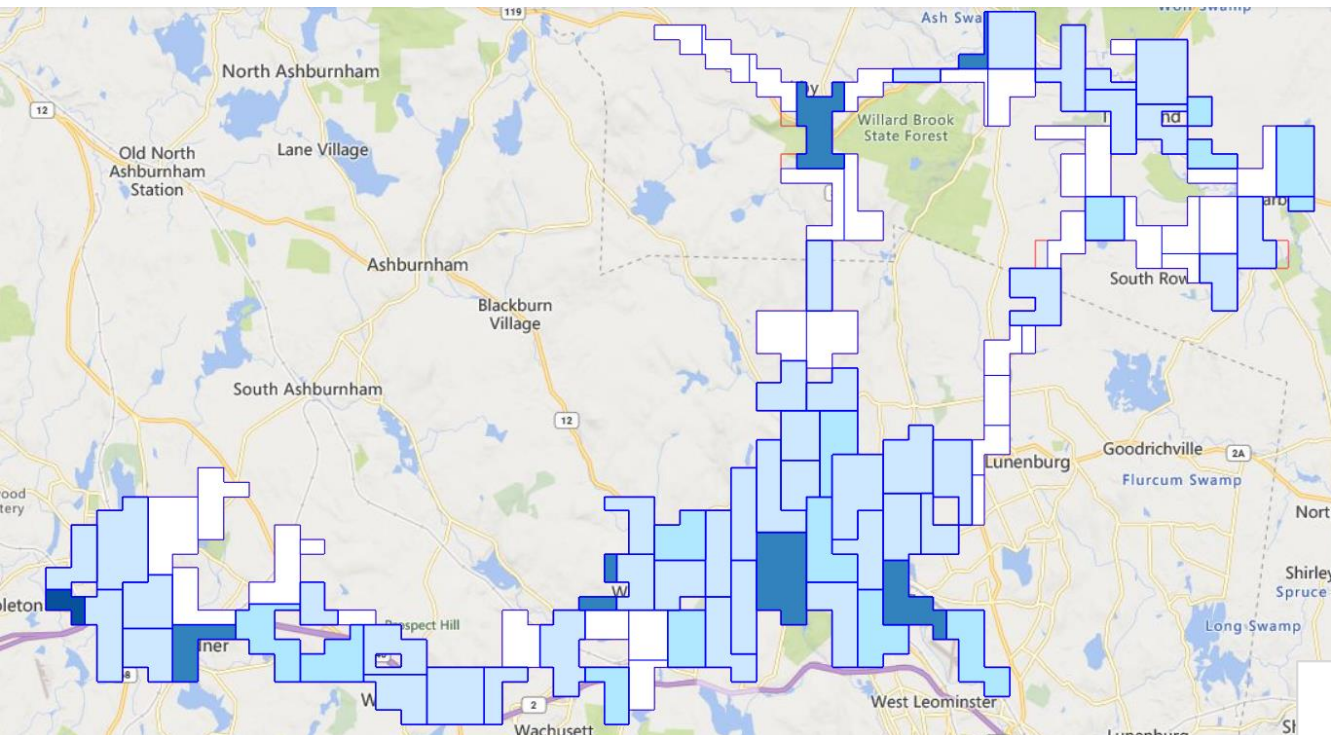 119
Ash Swa
North Ashburnham
12
Willard Brook
State Forest
Old North
Ashburnham
Station
Lane Village
nd
Ashburnham
South Row
Blackburn
Village
South Ashburnham
12
Lunenburg
Goodrichville
2A
Flurcum Swamp
ood
tery
Nort
Shirley
Spruce
pleton
W
Prospect Hill
Long Swamp
ner
W
2
West Leominster
Wachusett